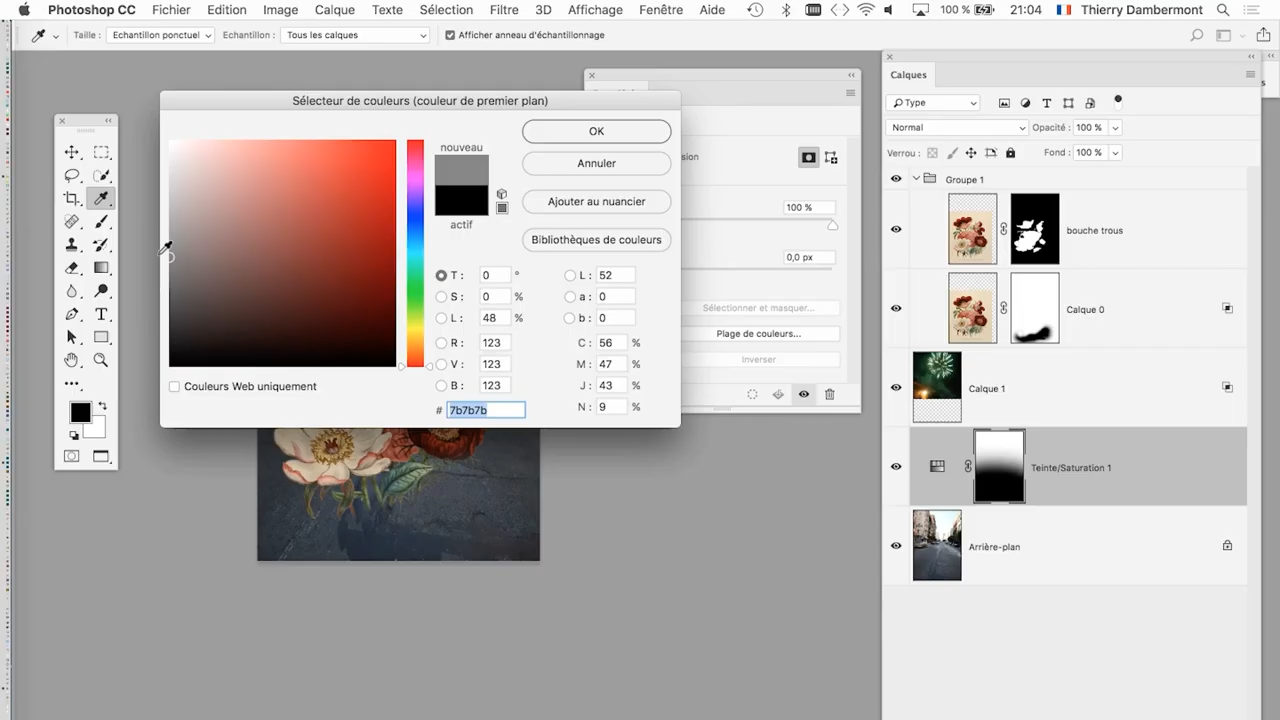 Photoshop CC Fichier Edition Image Calque Texte Sélection Filtre 3D Affichage Fenêtre Aide 100 % 21:04 Thierry Dambermont
Taille : Echantillon ponctuel Echantillon : Tous les calques Afficher anneau d'échantillonnage
Calques
Sélecteur de couleurs (couleur de premier plan)
nouveau
actif
OK
Annuler
Ajouter au nuancier
Bibliothèques de couleurs
T : 0 °
S : 0 %
L : 48 %
R : 123
V : 123
B : 123
# 7b7b7b
L : 52
a : 0
b : 0
C : 56 %
M : 47 %
J : 43 %
N : 9 %
Couleurs Web uniquement
100 %
0,0 px
Sélectionner et masquer...
Plage de couleurs...
Inverser
Type
Normal Opacité : 100 %
Verrou : Fond : 100 %
Groupe 1
bouche trous
Calque 0
Calque 1
Teinte/Saturation 1
Arrière-plan